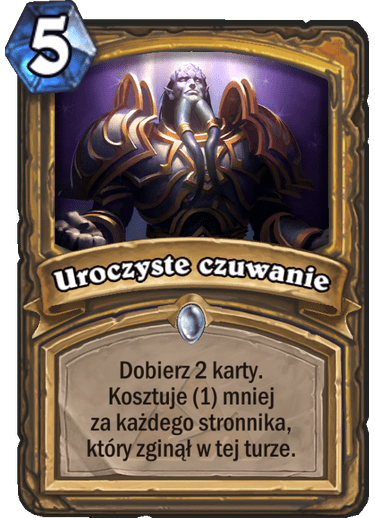 5
Uroczyste czuwanie
Dobierz 2 karty.
Kosztuje (1) mniej
za każdego stronnika,
który zginął w tej turze.